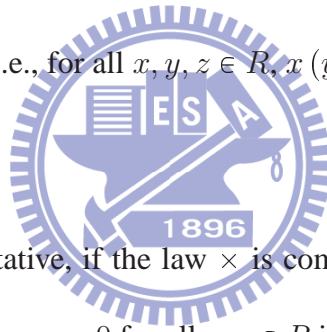 .e., for all x, y, z ∈ R, x (y
E S A
1896
tative, if the law × is con
0 for all